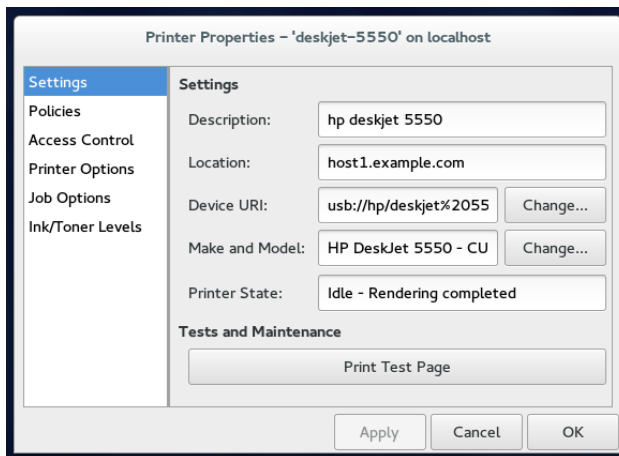 Printer Properties – 'deskjet-5550' on localhost
Settings
Policies
Access Control
Printer Options
Job Options
Ink/Toner Levels
Settings
Description: hp deskjet 5550
Location: host1.example.com
Device URI: usb://hp/deskjet%2055 Change...
Make and Model: HP DeskJet 5550 - CU Change...
Printer State: Idle - Rendering completed
Tests and Maintenance
Print Test Page
Apply Cancel OK